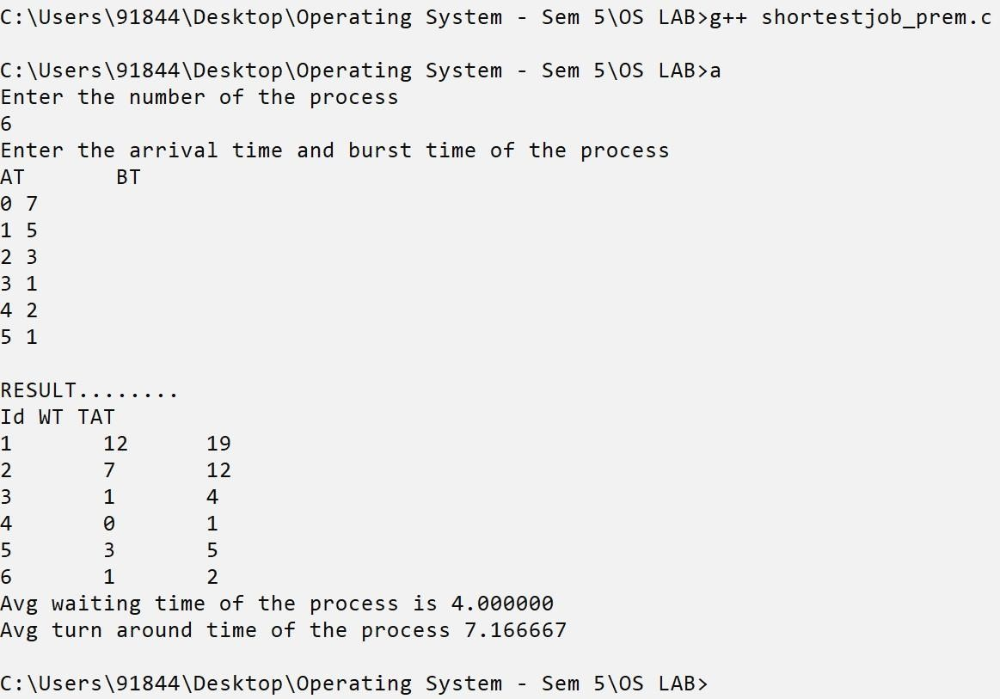 C:\Users\91844\Desktop\Operating System - Sem 5\OS LAB>g++ shortestjob_prem.c
C:\Users\91844\Desktop\Operating System - Sem 5\OS LAB>a
Enter the number of the process
6
Enter the arrival time and burst time of the process
AT BT
0 7
1 5
2 3
3 1
4 2
5 1
RESULT........
Id WT TAT
1 12 19
2 7 12
3 1 4
4 0 1
5 3 5
6 1 2
Avg waiting time of the process is 4.000000
Avg turn around time of the process 7.166667
C:\Users\91844\Desktop\Operating System - Sem 5\OS LAB>